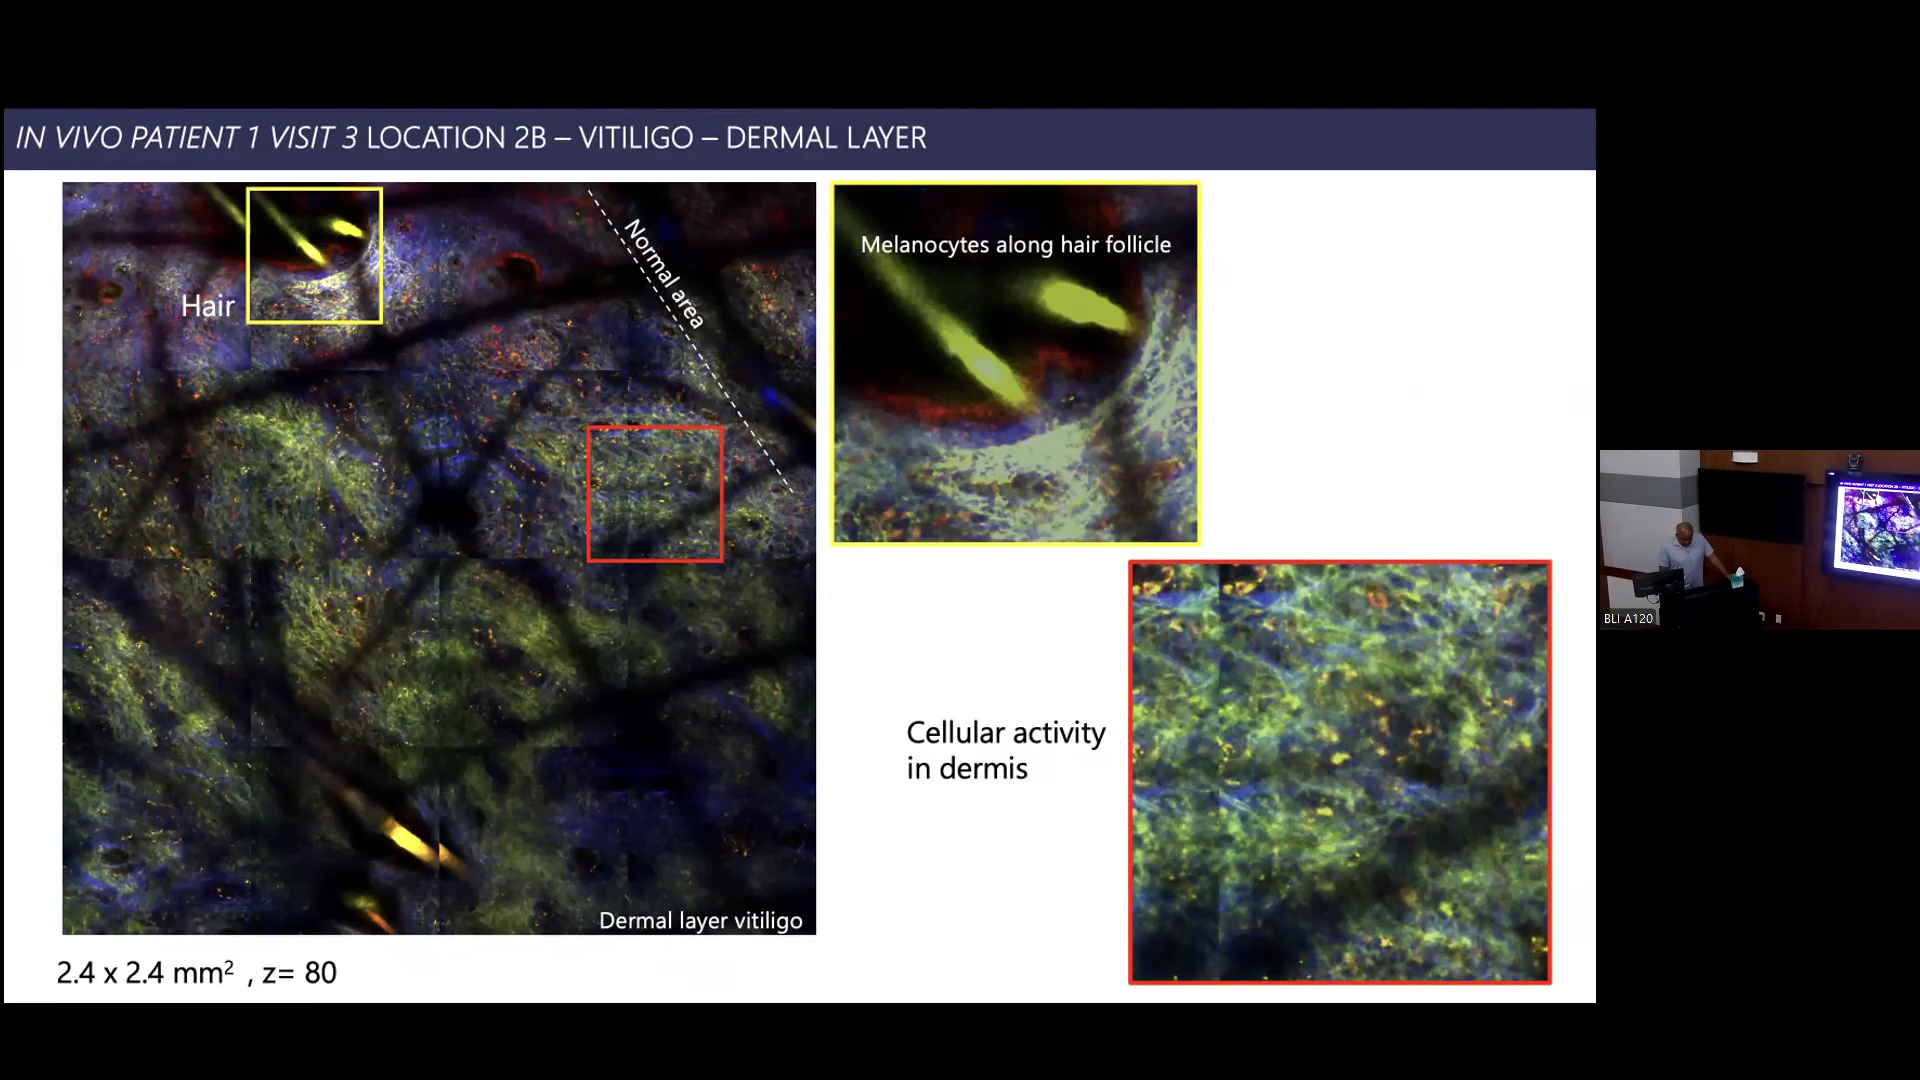 IN VIVO PATIENT 1 VISIT 3 LOCATION 2B – VITILIGO – DERMAL LAYER
Normal area
Hair
Melanocytes along hair follicle
Cellular activity
in dermis
Dermal layer vitiligo
2.4 x 2.4 mm² , z= 80
BLI A120